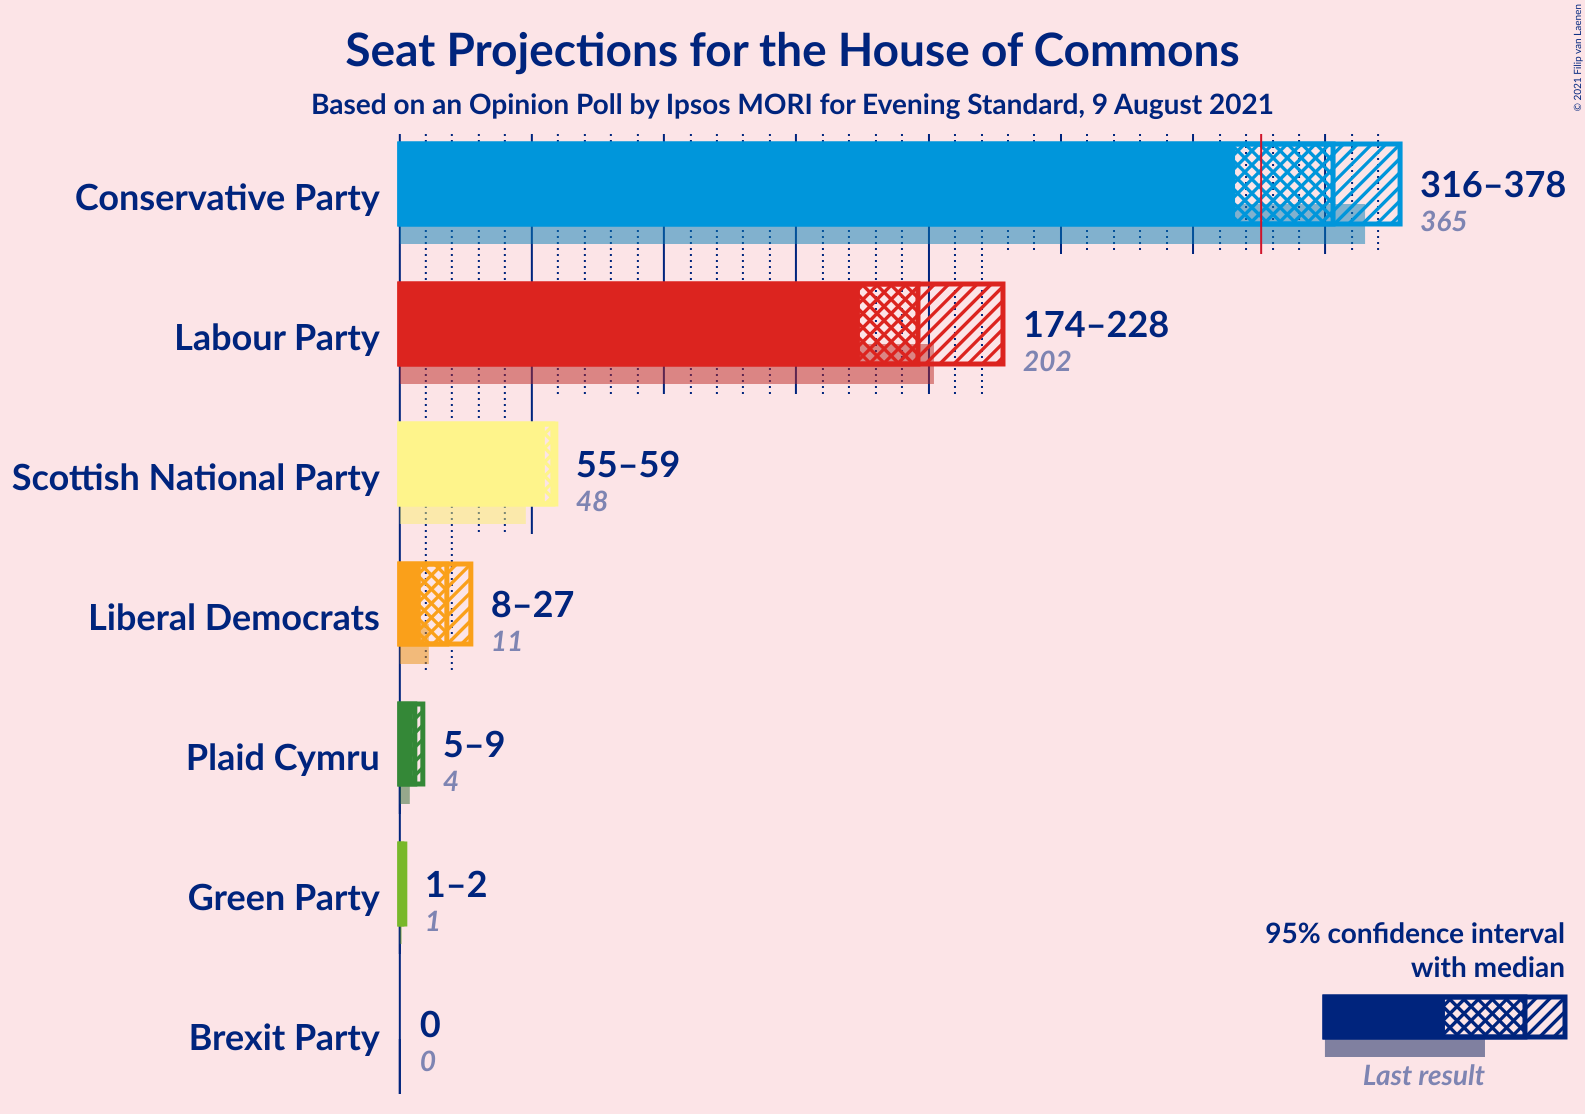 Seat Projections for the House of Commons
Based on an Opinion Poll by Ipsos MORI for Evening Standard, 9 August 2021
© 2021 Filip van Laenen
Conservative Party
316–378
365
Labour Party
174–228
202
Scottish National Party
55–59
48
Liberal Democrats
8–27
11
Plaid Cymru
5–9
4
Green Party
1–2
1
Brexit Party
0
0
95% confidence interval
with median
Last result